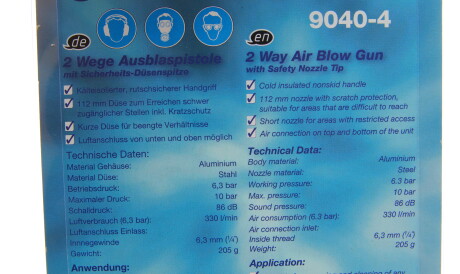 9040-4
de
2 Wege Ausblaspistole
mit Sicherheits-Düsenspitze
Kälteisolierter, rutschsicherer Handgriff
112 mm Düse zum Erreichen schwer
zugänglicher Stellen inkl. Kratzschutz
Kurze Düse für beengte Verhältnisse
Luftanschluss von unten und oben möglich
Technische Daten:
Material Gehäuse: Aluminium
Material Düse: Stahl
Betriebsdruck: 6,3 bar
Maximaler Druck: 10 bar
Schalldruck: 86 dB
Luftverbrauch (6,3 bar): 330 l/min
Luftanschluss Einlass:
Innengewinde 6,3 mm (¼")
Gewicht: 205 g
Anwendung:
en
2 Way Air Blow Gun
with Safety Nozzle Tip
Cold insulated nonskid handle
112 mm nozzle with scratch protection,
suitable for areas that are difficult to reach
Short nozzle for areas with restricted access
Air connection on top and bottom of the unit
Technical Data:
Body material: Aluminium
Nozzle material: Steel
Working pressure: 6,3 bar
Max. pressure: 10 bar
Sound pressure: 86 dB
Air consumption (6.3 bar): 330 l/min
Air connection inlet:
Inside thread 6,3 mm (¼")
Weight: 205 g
Application: